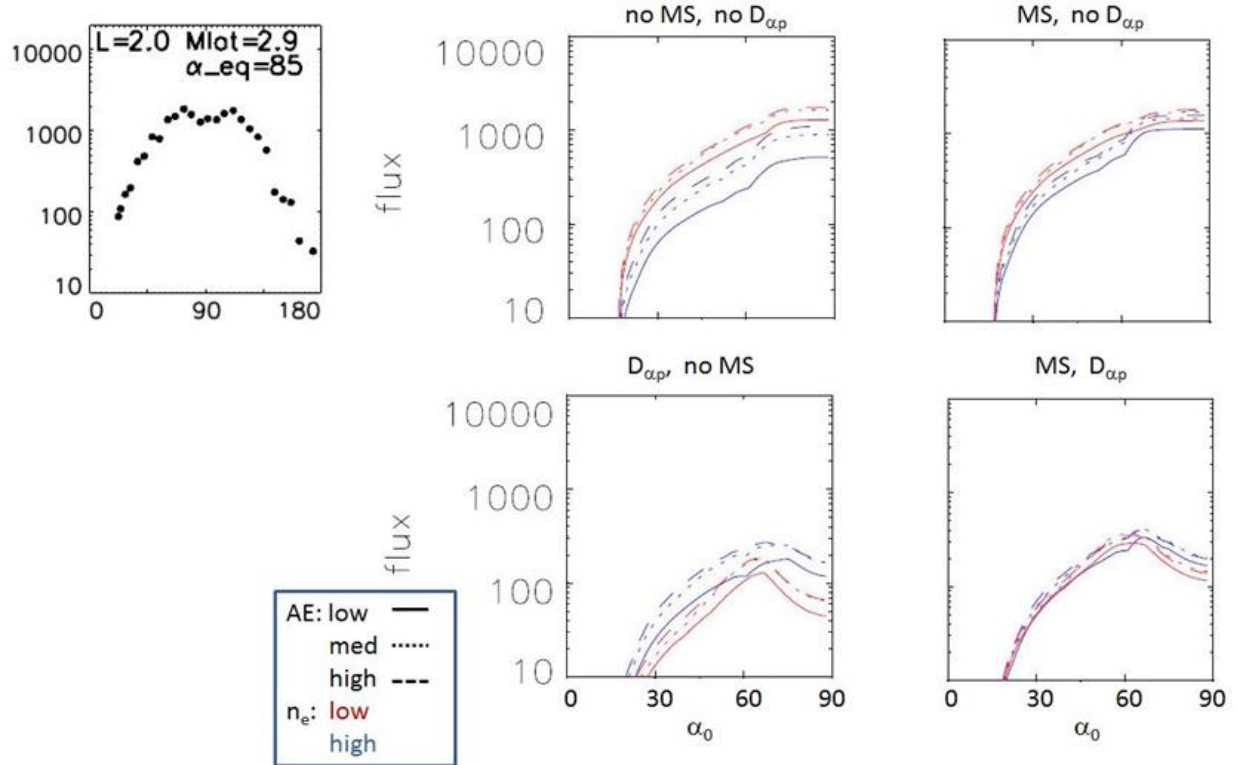 L=2.0 Mlat=2.9
α_eq=85
10000
1000
100
10
0 90 180
no MS, no Dαp
10000
1000
100
10
flux
MS, no Dαp
Dαp, no MS
10000
1000
100
10
flux
0 30 60 90
α0
MS, Dαp
0 30 60 90
α0
AE: low
med
high
ne: low
high